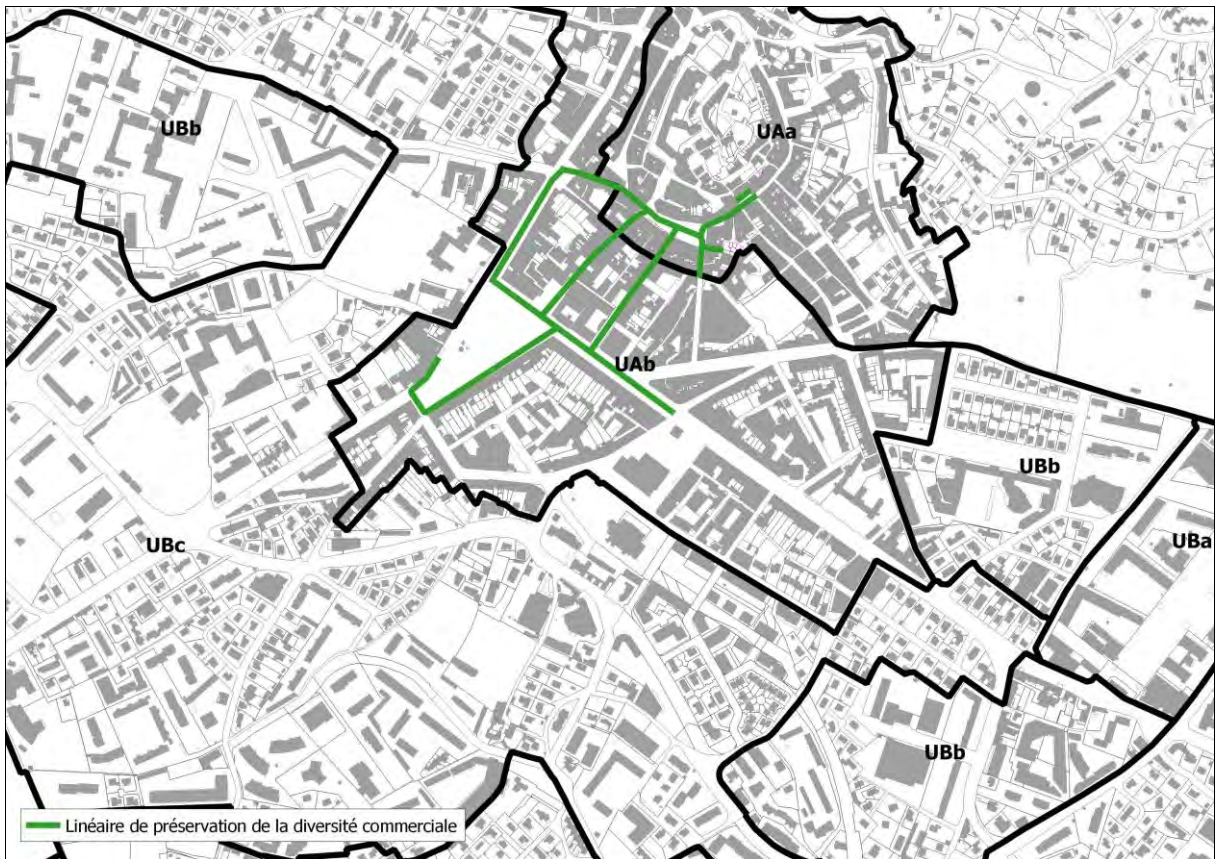 UBb
UAa
UAb
UBb
UBa
UBc
UBb
Linéaire de préservation de la diversité commerciale